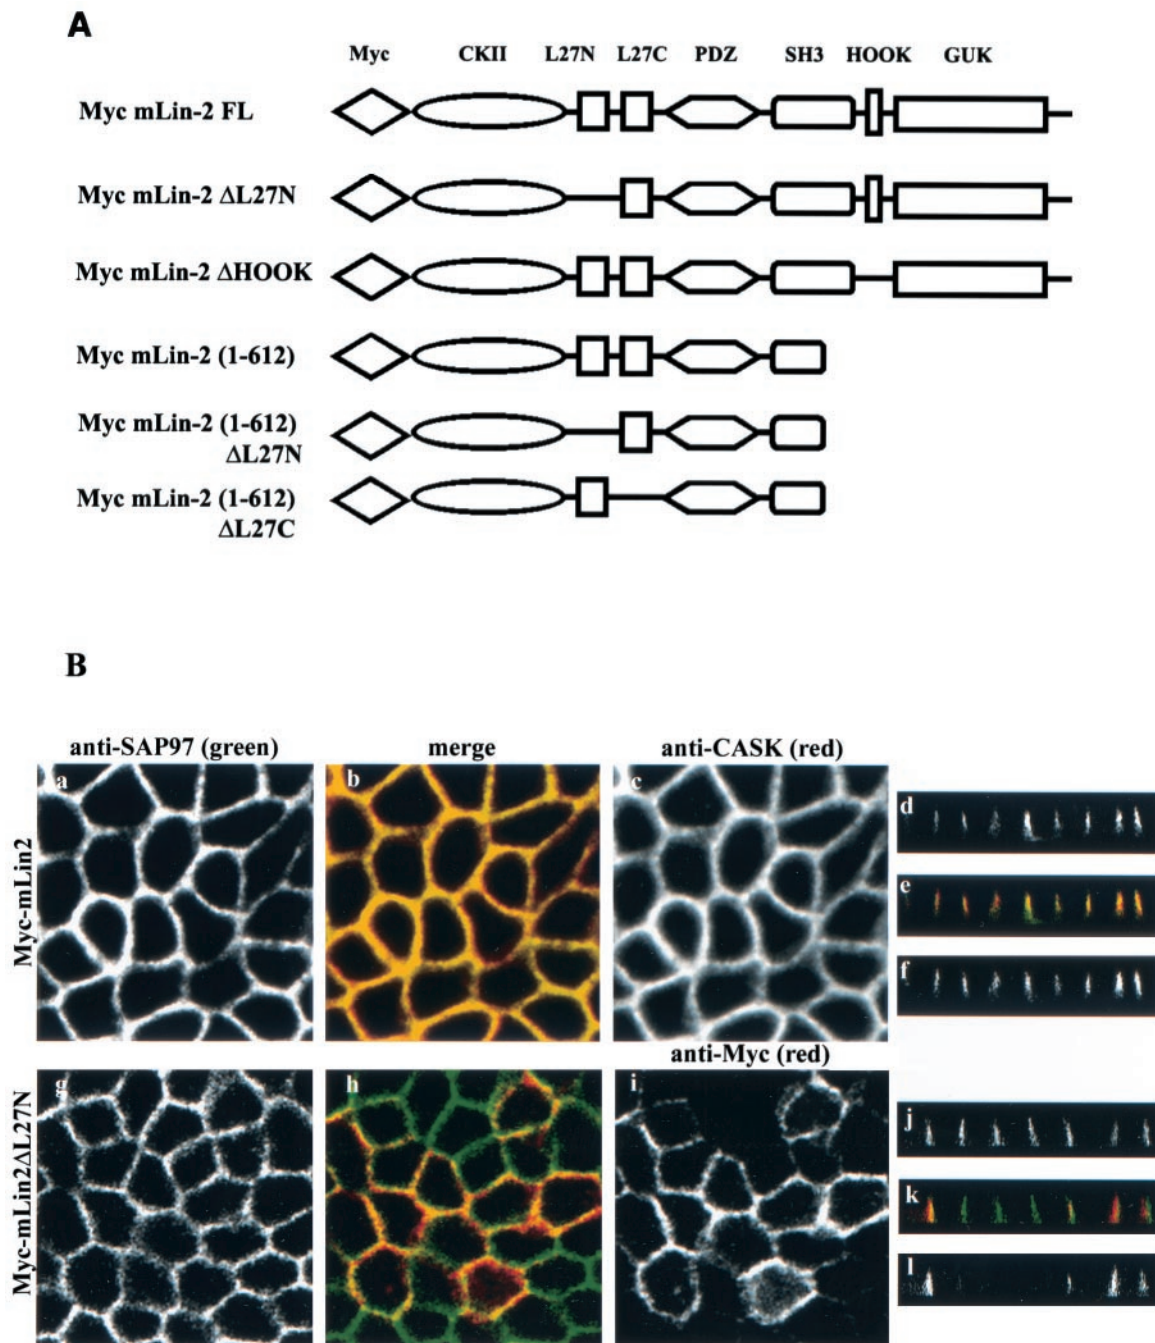 A
Myc CKII L27N L27C PDZ SH3 HOOK GUK
Myc mLin-2 FL
Myc mLin-2 ΔL27N
Myc mLin-2 ΔHOOK
Myc mLin-2 (1-612)
Myc mLin-2 (1-612)
ΔL27N
Myc mLin-2 (1-612)
ΔL27C
B
anti-SAP97 (green) merge anti-CASK (red)
Myc-mLin2
a b c
d
e
f
anti-Myc (red)
Myc-mLin2ΔL27N
g h i
j
k
l